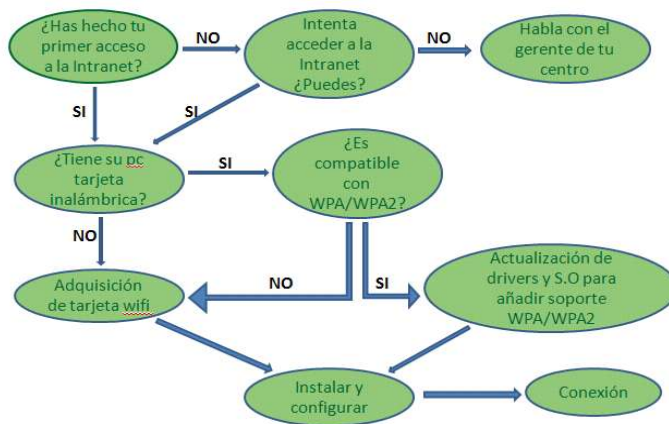 ¿Has hecho tu
primer acceso
a la Intranet?
NO
Intenta
acceder a la
Intranet
¿Puedes?
NO
Habla con el
gerente de tu
centro
SI
SI
¿Tiene su pc
tarjeta
inalámbrica?
SI
¿Es
compatible
con
WPA/WPA2?
NO
NO
SI
Adquisición
de tarjeta wifi
Actualización de
drivers y S.O para
añadir soporte
WPA/WPA2
Instalar y
configurar
Conexión